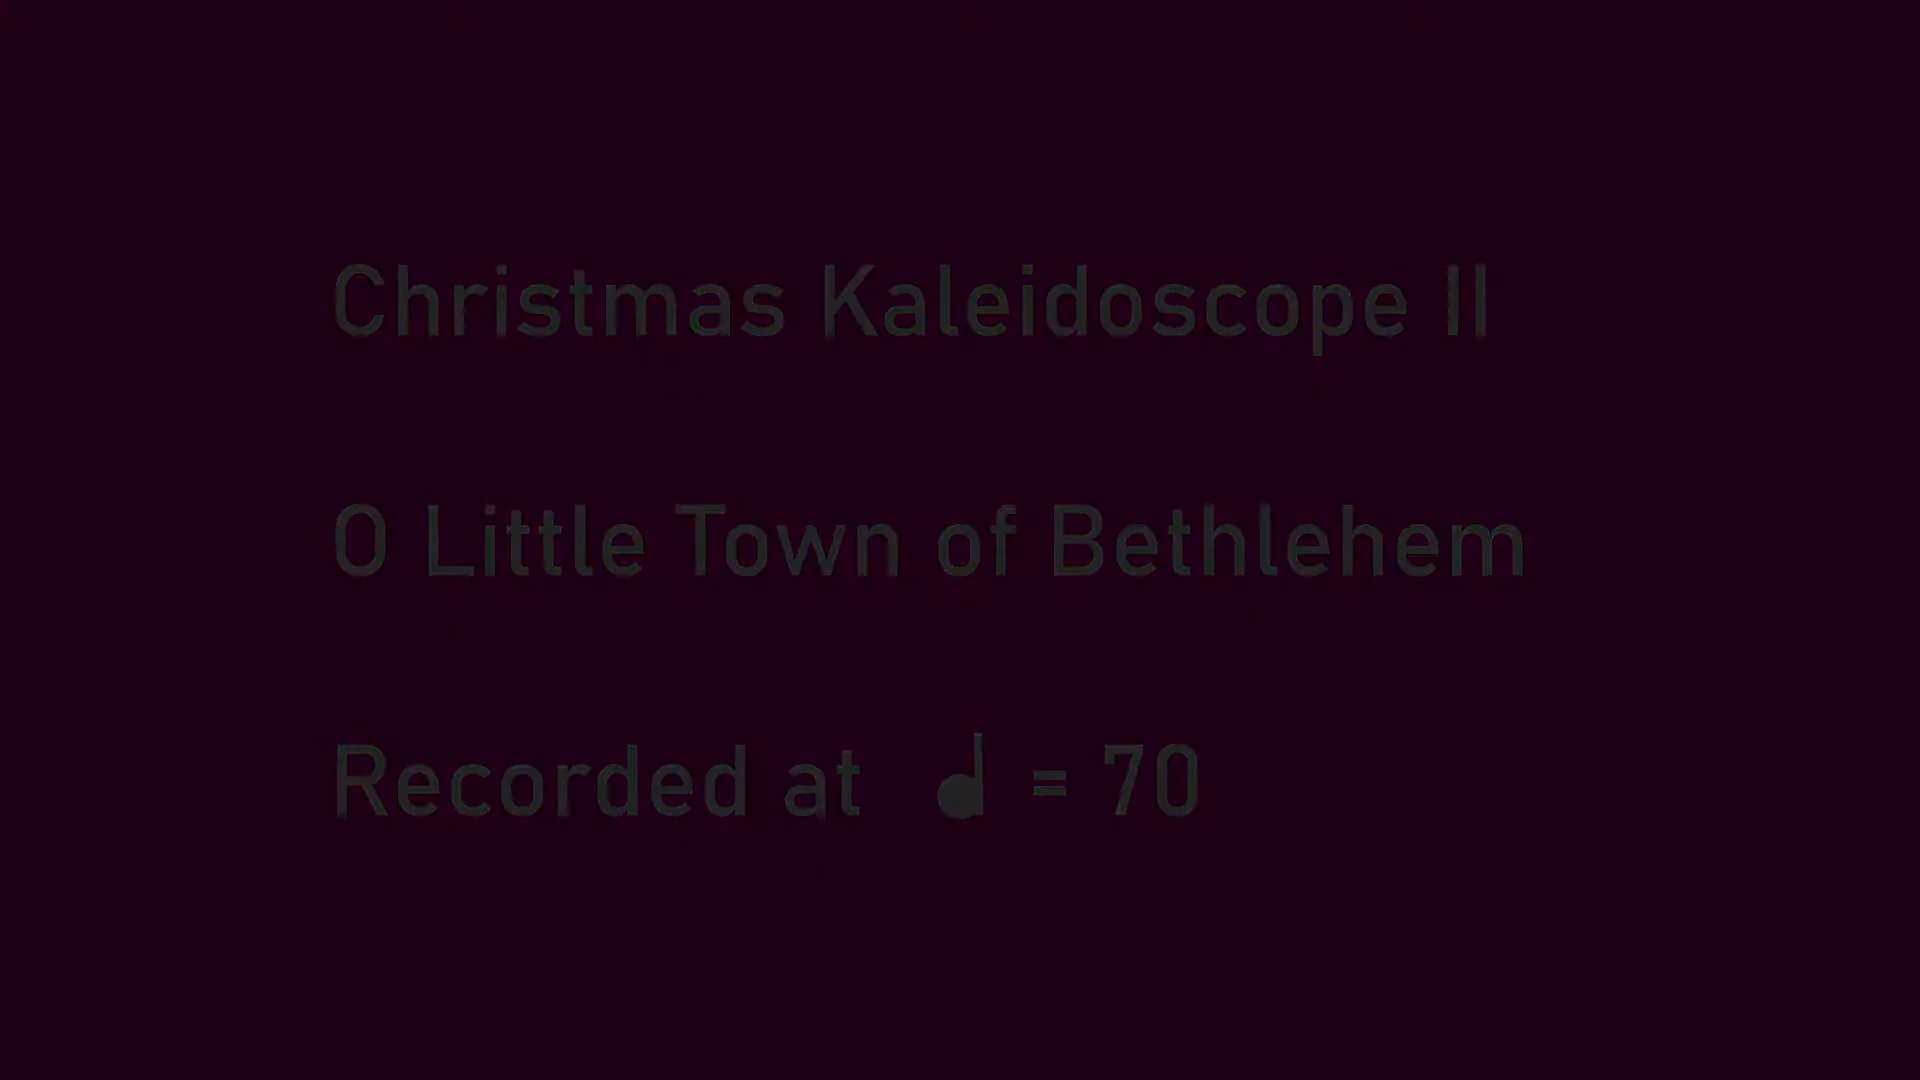 Christmas Kaleidoscope II
O Little Town of Bethlehem
Recorded at ♩ = 70